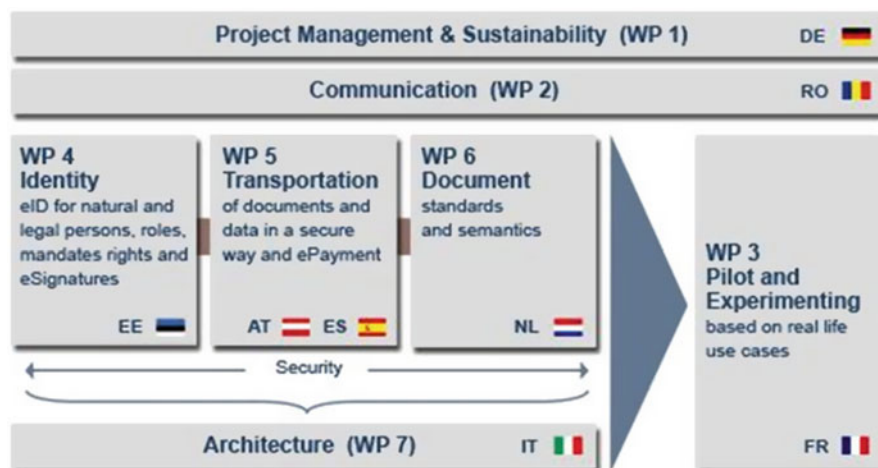 Project Management & Sustainability (WP 1) DE
Communication (WP 2) RO
WP 4
Identity
eID for natural and
legal persons, roles,
mandates rights and
eSignatures
EE
WP 5
Transportation
of documents and
data in a secure
way and ePayment
AT ES
WP 6
Document
standards
and semantics
NL
Security
Architecture (WP 7) IT
WP 3
Pilot and
Experimenting
based on real life
use cases
FR